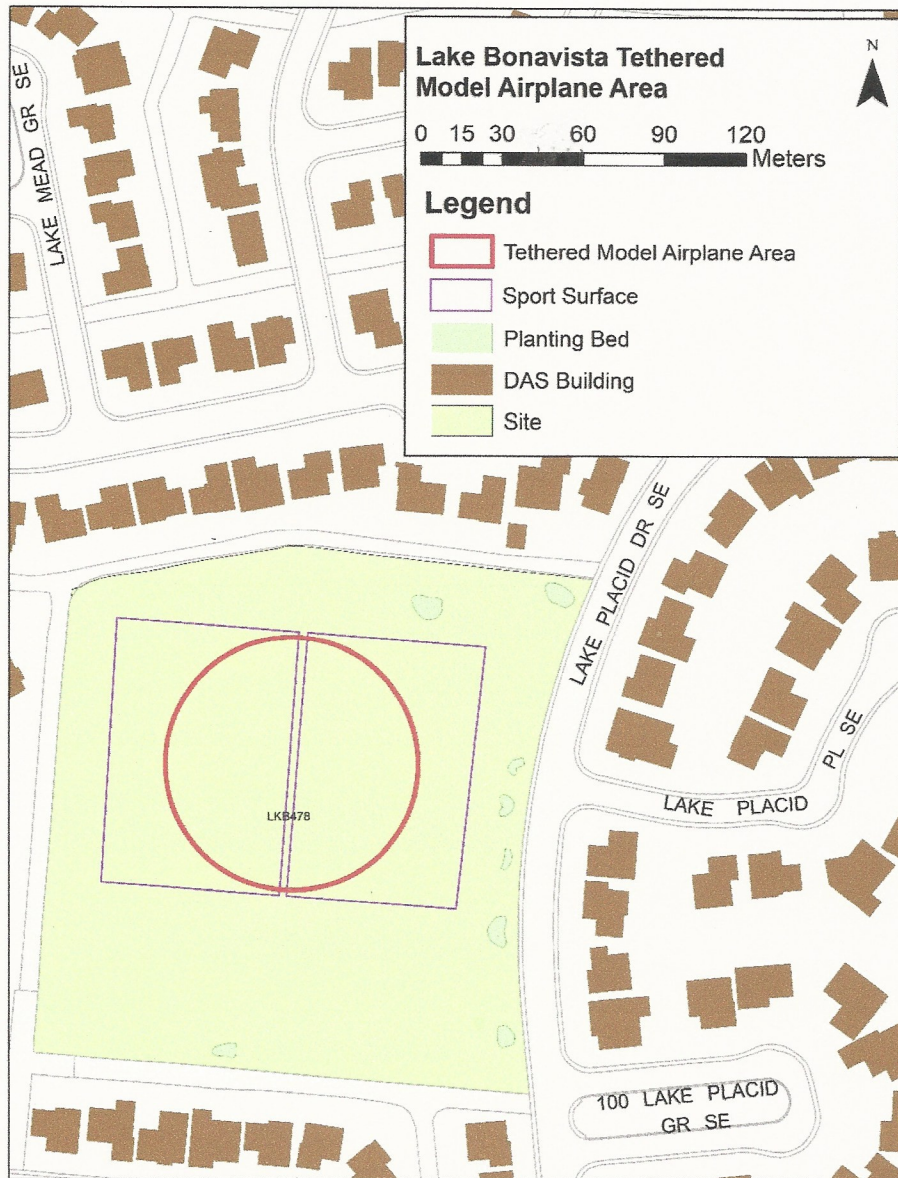 Lake Bonavista Tethered
Model Airplane Area
N
0 15 30 60 90 120
Meters
Legend
Tethered Model Airplane Area
Sport Surface
Planting Bed
DAS Building
Site
LAKE MEAD GR SE
LAKE PLACID DR SE
LAKE PLACID
PL SE
LKB478
100 LAKE PLACID
GR SE